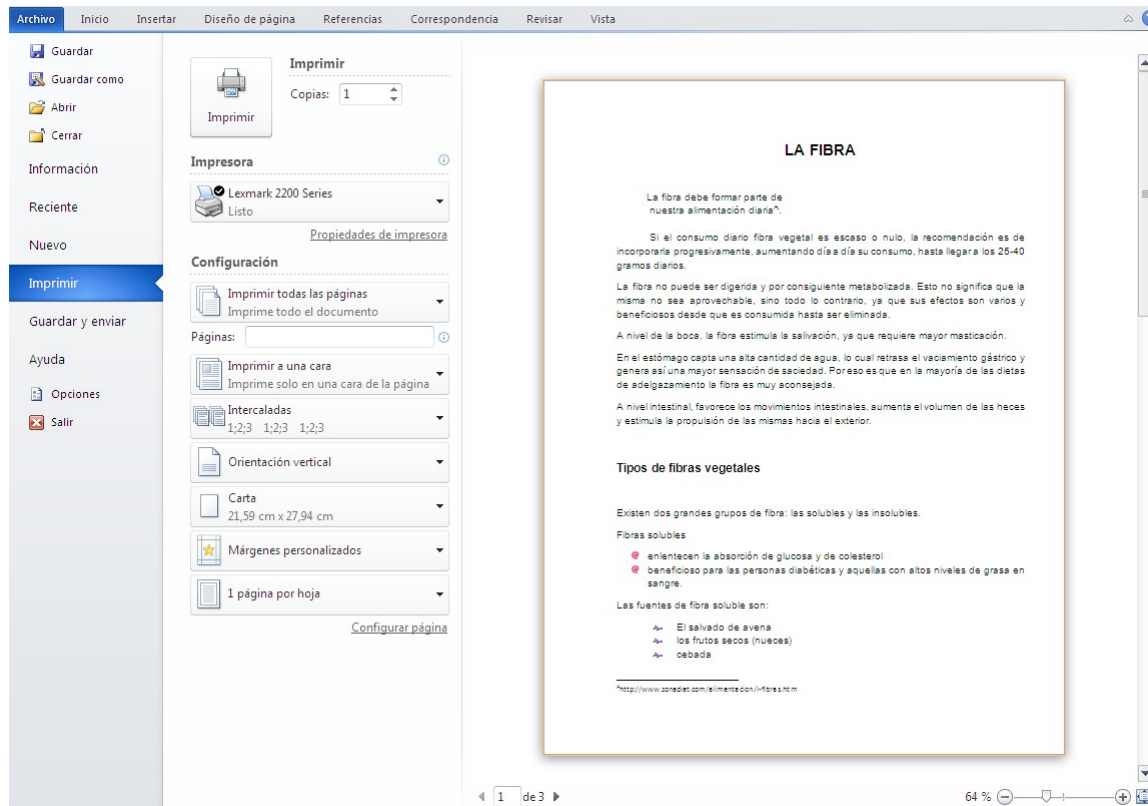 Archivo Inicio Insertar Diseño de página Referencias Correspondencia Revisar Vista
Guardar
Guardar como
Abrir
Cerrar
Información
Reciente
Nuevo
Imprimir
Guardar y enviar
Ayuda
Opciones
Salir
Imprimir
Imprimir
Copias: 1
Impresora
Lexmark 2200 Series
Listo
Propiedades de impresora
Configuración
Imprimir todas las páginas
Imprime todo el documento
Páginas:
Imprimir a una cara
Imprime solo en una cara de la página
Intercaladas
1;2;3 1;2;3 1;2;3
Orientación vertical
Carta
21,59 cm x 27,94 cm
Márgenes personalizados
1 página por hoja
Configurar página
LA FIBRA
La fibra debe formar parte de
nuestra alimentación diaria^A.
Si el consumo diario fibra vegetal es escaso o nulo, la recomendación es de
incorporarla progresivamente, aumentando día a día su consumo, hasta llegar a los 25-40
gramos diarios.
La fibra no puede ser digerida y por consiguiente metabolizada. Esto no significa que la
misma no sea aprovechable, sino todo lo contrario, ya que sus efectos son varios y
beneficiosos desde que es consumida hasta ser eliminada.
A nivel de la boca, la fibra estimula la salivación, ya que requiere mayor masticación.
En el estómago capta una alta cantidad de agua, lo cual retrasa el vaciamiento gástrico y
genera así una mayor sensación de saciedad. Por eso es que en la mayoría de las dietas
de adelgazamiento la fibra es muy aconsejada.
A nivel intestinal, favorece los movimientos intestinales, aumenta el volumen de las heces
y estimula la propulsión de las mismas hacia el exterior.
Tipos de fibras vegetales
Existen dos grandes grupos de fibra: las solubles y las insolubles.
Fibras solubles
enlentecen la absorción de glucosa y de colesterol
beneficioso para las personas diabéticas y aquellas con altos niveles de grasa en
sangre.
Las fuentes de fibra soluble son:
El salvado de avena
los frutos secos (nueces)
cebada
^A http://www.zonadiet.com/alimentacion/l-fibras.htm
1 de 3
64 %